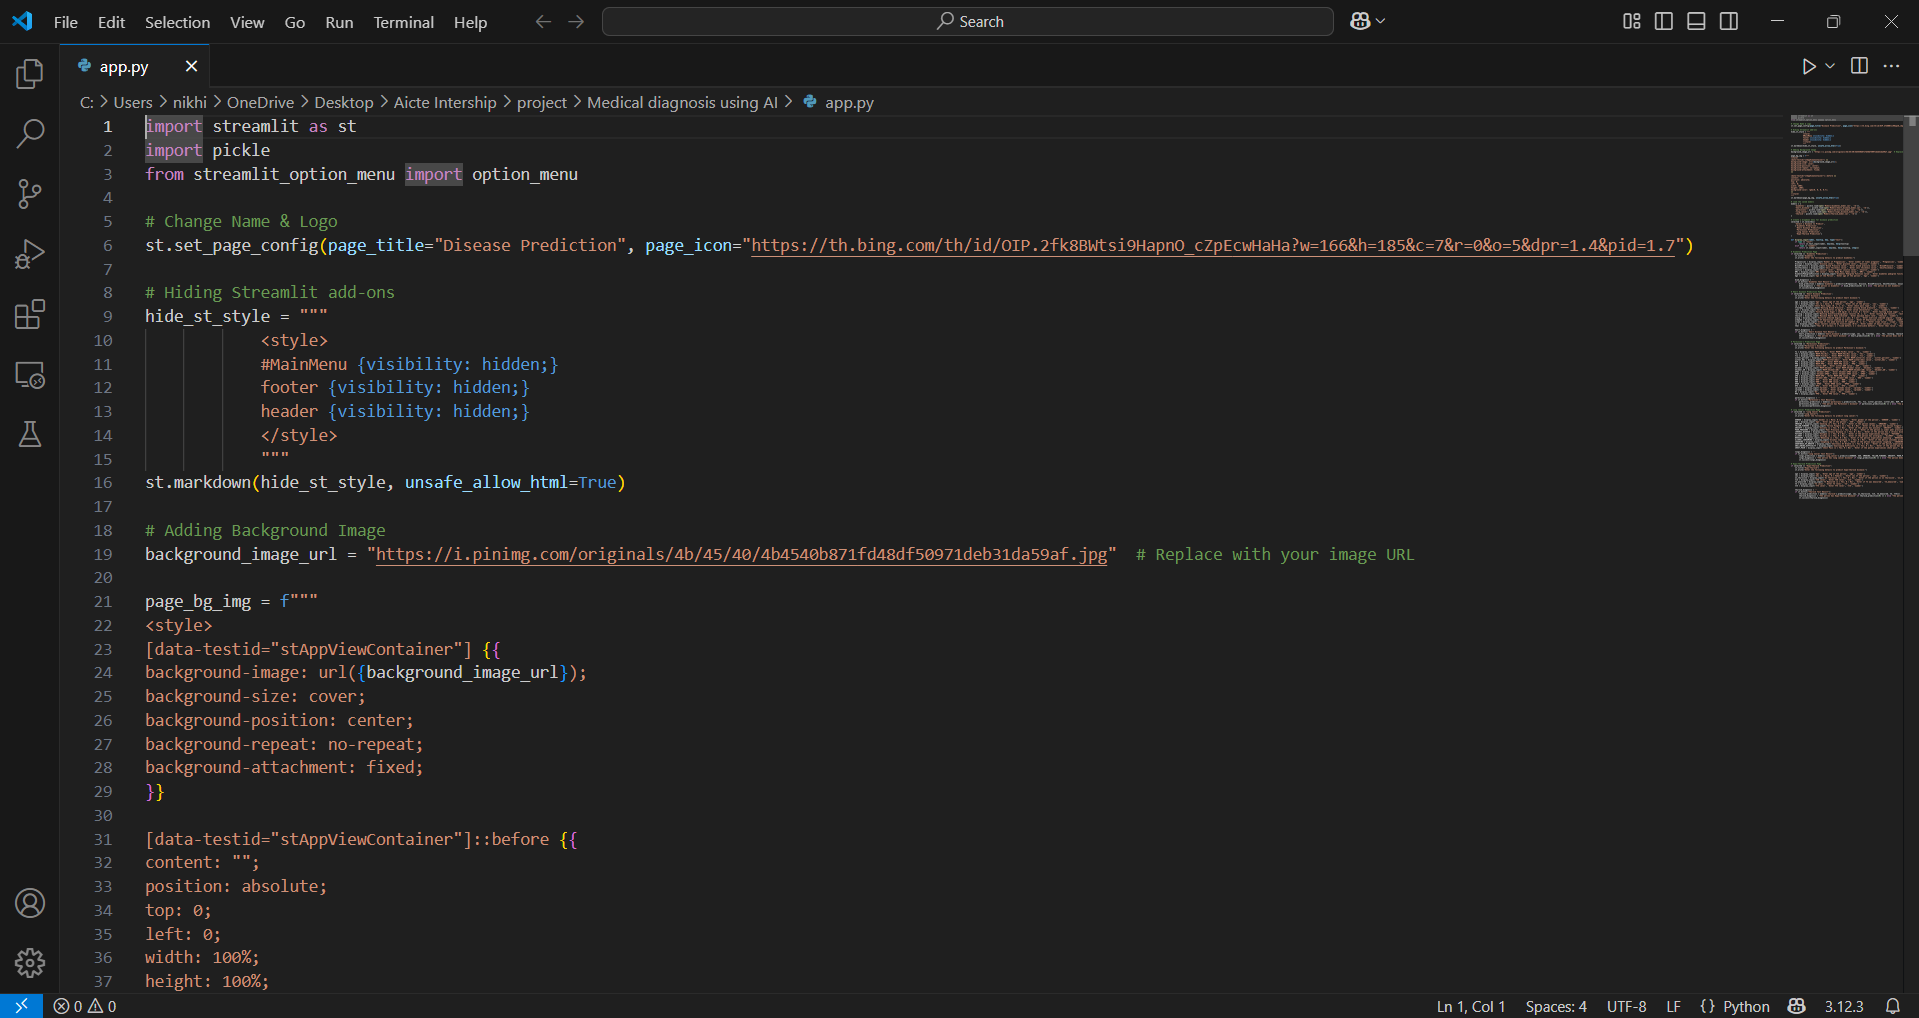 File Edit Selection View Go Run Terminal Help Search
app.py
C: > Users > nikhi > OneDrive > Desktop > Aicte Intership > project > Medical diagnosis using AI > app.py
1 import streamlit as st
2 import pickle
3 from streamlit_option_menu import option_menu
4
5 # Change Name & Logo
6 st.set_page_config(page_title="Disease Prediction", page_icon="https://th.bing.com/th/id/OIP.2fk8BWtsi9HapnO_cZpEcwHaHa?w=166&h=185&c=7&r=0&o=5&dpr=1.4&pid=1.7")
7
8 # Hiding Streamlit add-ons
9 hide_st_style = """
10 <style>
11 #MainMenu {visibility: hidden;}
12 footer {visibility: hidden;}
13 header {visibility: hidden;}
14 </style>
15 """
16 st.markdown(hide_st_style, unsafe_allow_html=True)
17
18 # Adding Background Image
19 background_image_url = "https://i.pinimg.com/originals/4b/45/40/4b4540b871fd48df50971deb31da59af.jpg" # Replace with your image URL
20
21 page_bg_img = f"""
22 <style>
23 [data-testid="stAppViewContainer"] {{
24 background-image: url({background_image_url});
25 background-size: cover;
26 background-position: center;
27 background-repeat: no-repeat;
28 background-attachment: fixed;
29 }}
30
31 [data-testid="stAppViewContainer"]::before {{
32 content: "";
33 position: absolute;
34 top: 0;
35 left: 0;
36 width: 100%;
37 height: 100%;
0 0 Ln 1, Col 1 Spaces: 4 UTF-8 LF {} Python 3.12.3